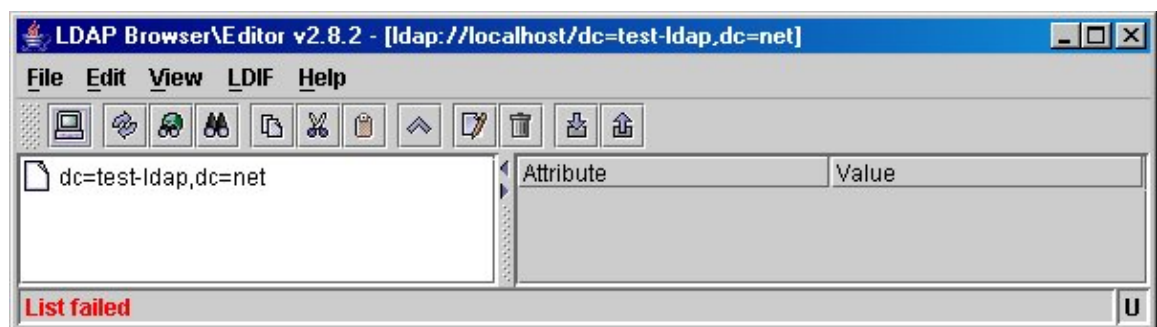 LDAP Browser\Editor v2.8.2 - [ldap://localhost/dc=test-ldap,dc=net]
File Edit View LDIF Help
dc=test-ldap,dc=net
Attribute Value
List failed U